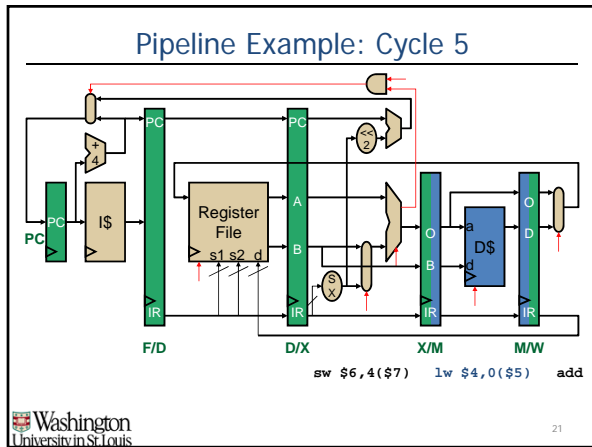 Pipeline Example: Cycle 5
PC
+
4
PC
I$
PC
IR
F/D
Register
File
s1 s2 d
PC
A
B
IR
D/X
<<
2
S
X
O
B
IR
X/M
a
D$
d
O
D
IR
M/W
sw $6,4($7) lw $4,0($5) add
Washington
University in St. Louis
21